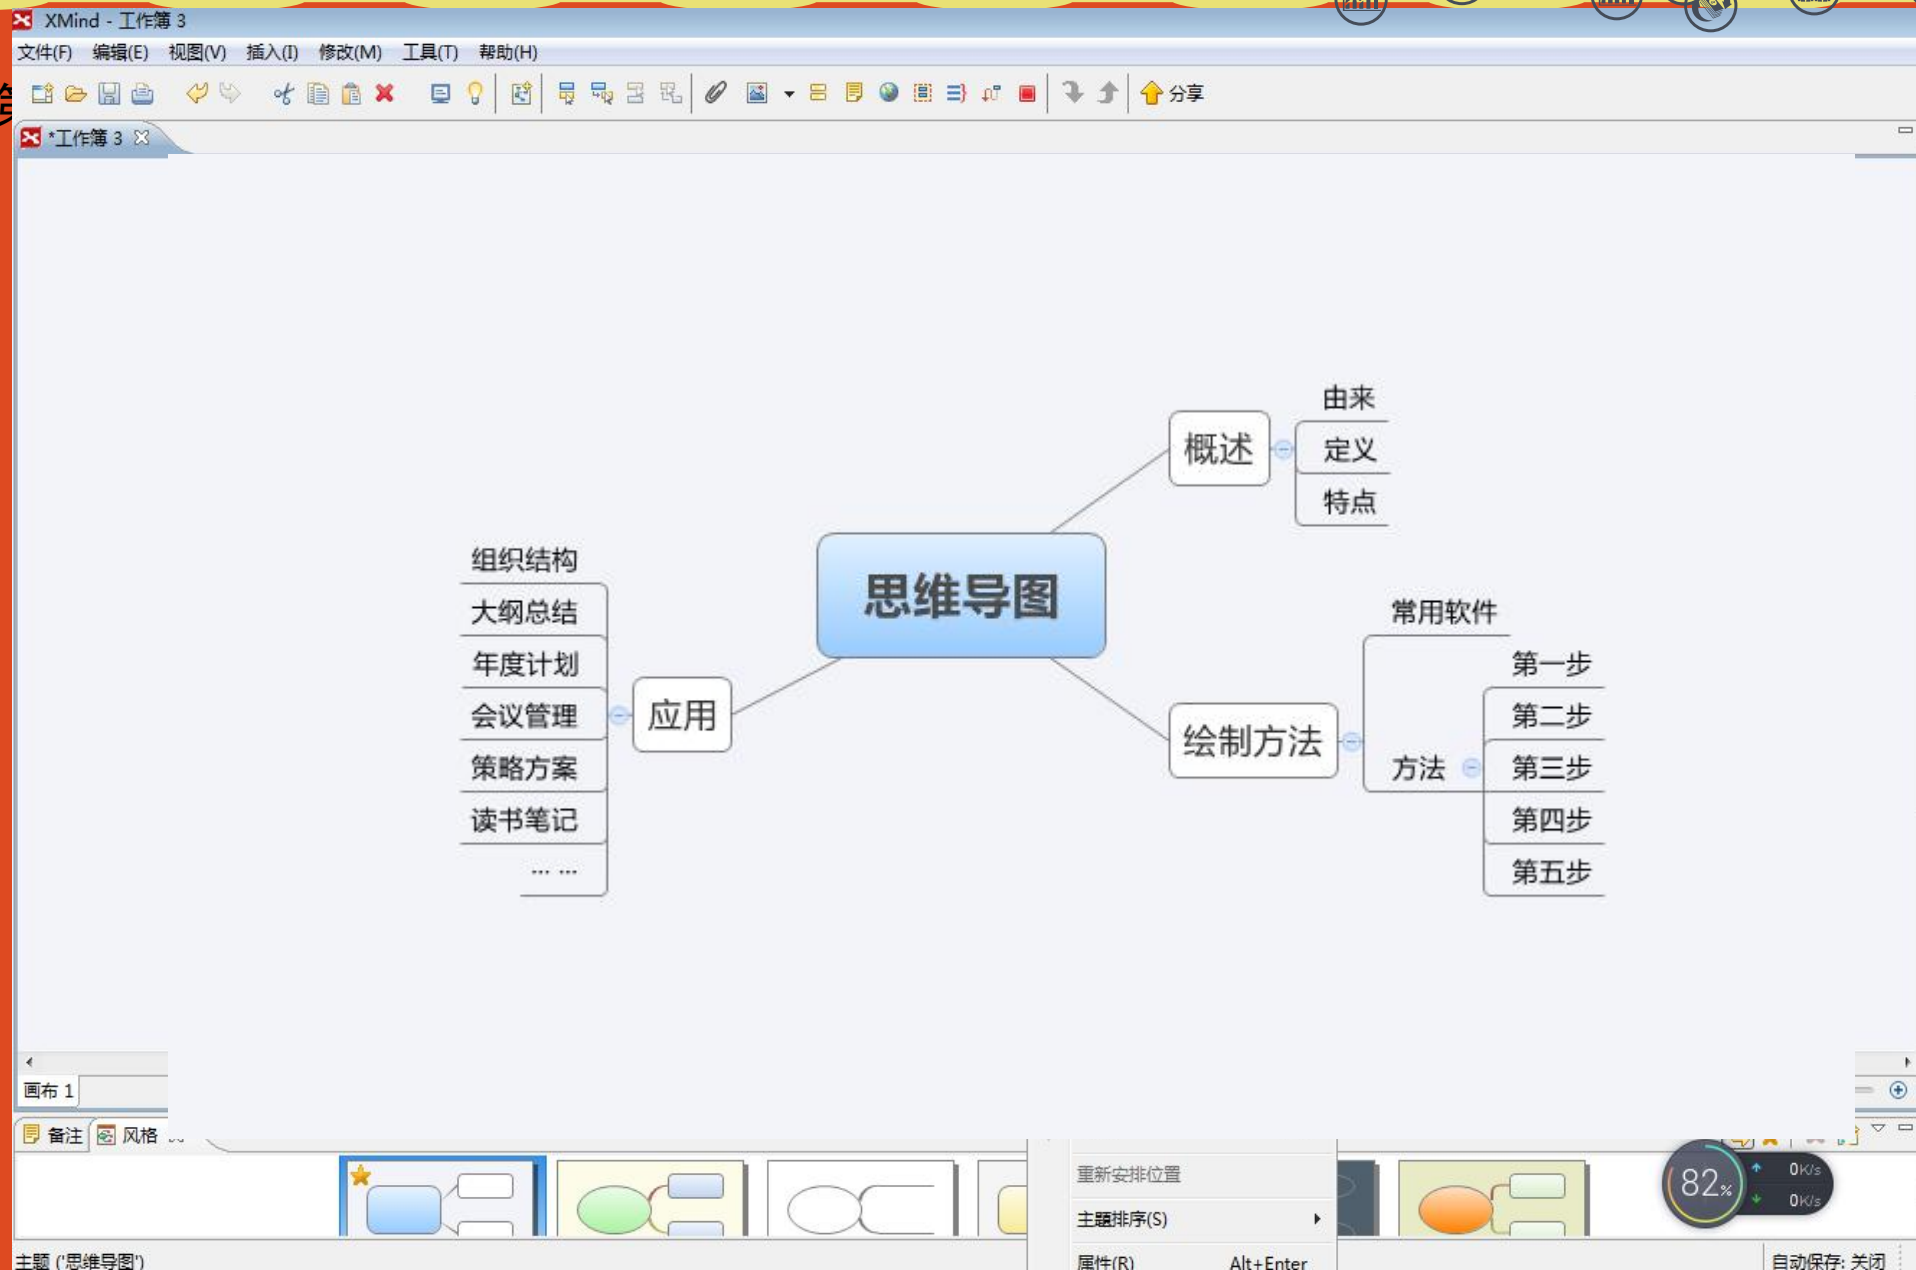 XMind - 工作簿 3
文件(F) 编辑(E) 视图(V) 插入(I) 修改(M) 工具(T) 帮助(H)
分享
*工作簿 3
由来
概述
定义
特点
思维导图
组织结构
大纲总结
年度计划
会议管理
应用
策略方案
读书笔记
... ...
常用软件
绘制方法
方法
第一步
第二步
第三步
第四步
第五步
画布 1
备注 风格
重新安排位置
主题排序(S)
属性(R) Alt+Enter
82%
0K/s
0K/s
主题 ('思维导图')
自动保存: 关闭